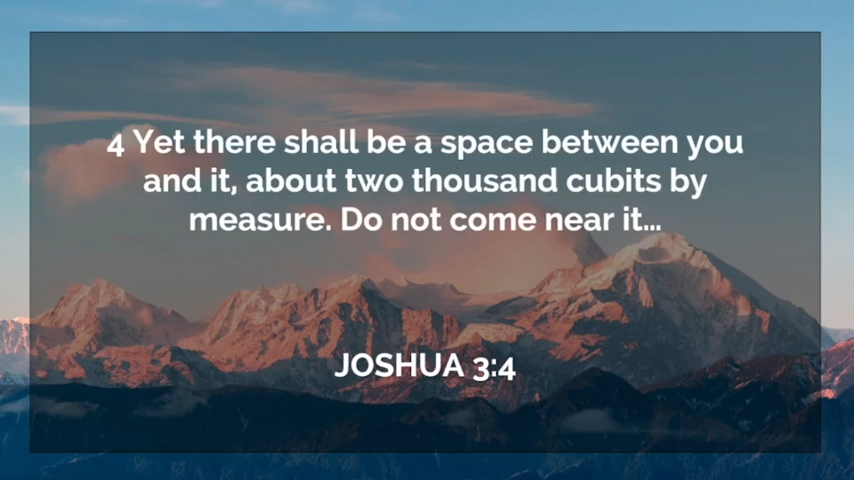 4 Yet there shall be a space between you
and it, about two thousand cubits by
measure. Do not come near it...
JOSHUA 3:4